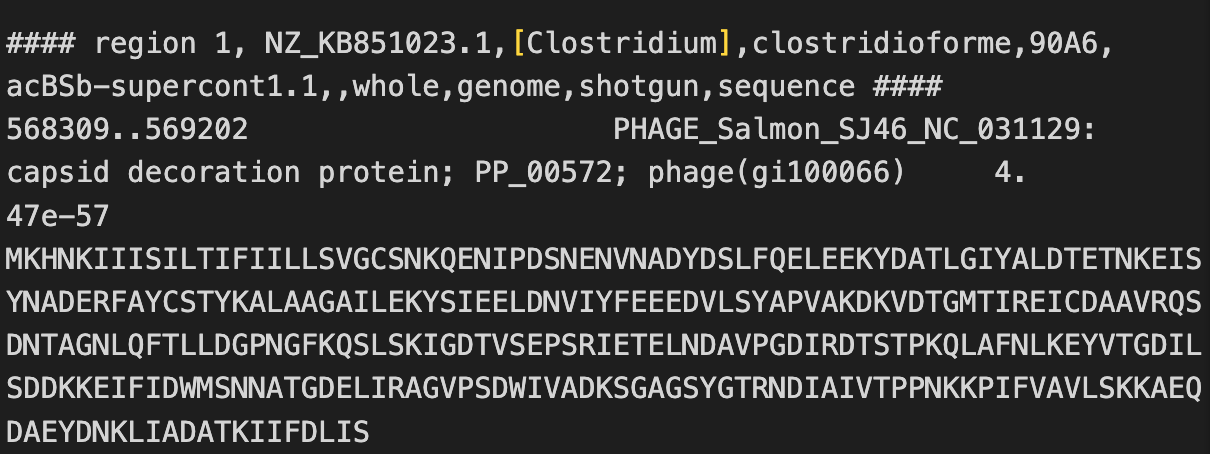 #### region 1, NZ_KB851023.1,[Clostridium],clostridioforme,90A6,
acBSb-supercont1.1,,whole,genome,shotgun,sequence ####
568309..569202                    PHAGE_Salmon_SJ46_NC_031129:
capsid decoration protein; PP_00572; phage(gi100066)     4.
47e-57
MKHNKIIISILTIFIILLSVGCSNKQENIPDSNENVNADYDSLFQELEEKYDATLGIYALDTETNKEIS
YNADERFAYCSTYKALAAGAILEKYSIEELDNVIYFEEEDVLSYAPVAKDKVDTGMTIREICDAAVRQS
DNTAGNLQFTLLDGPNGFKQSLSKIGDTVSEPSRIETELNDAVPGDIRDTSTPKQLAFNLKEYVTGDIL
SDDKKEIFIDWMSNNATGDELIRAGVPSDWIVADKSGAGSYGTRNDIAIVTPPNKKPIFVAVLSKKAEQ
DAEYDNKLIADATKIIFDLIS